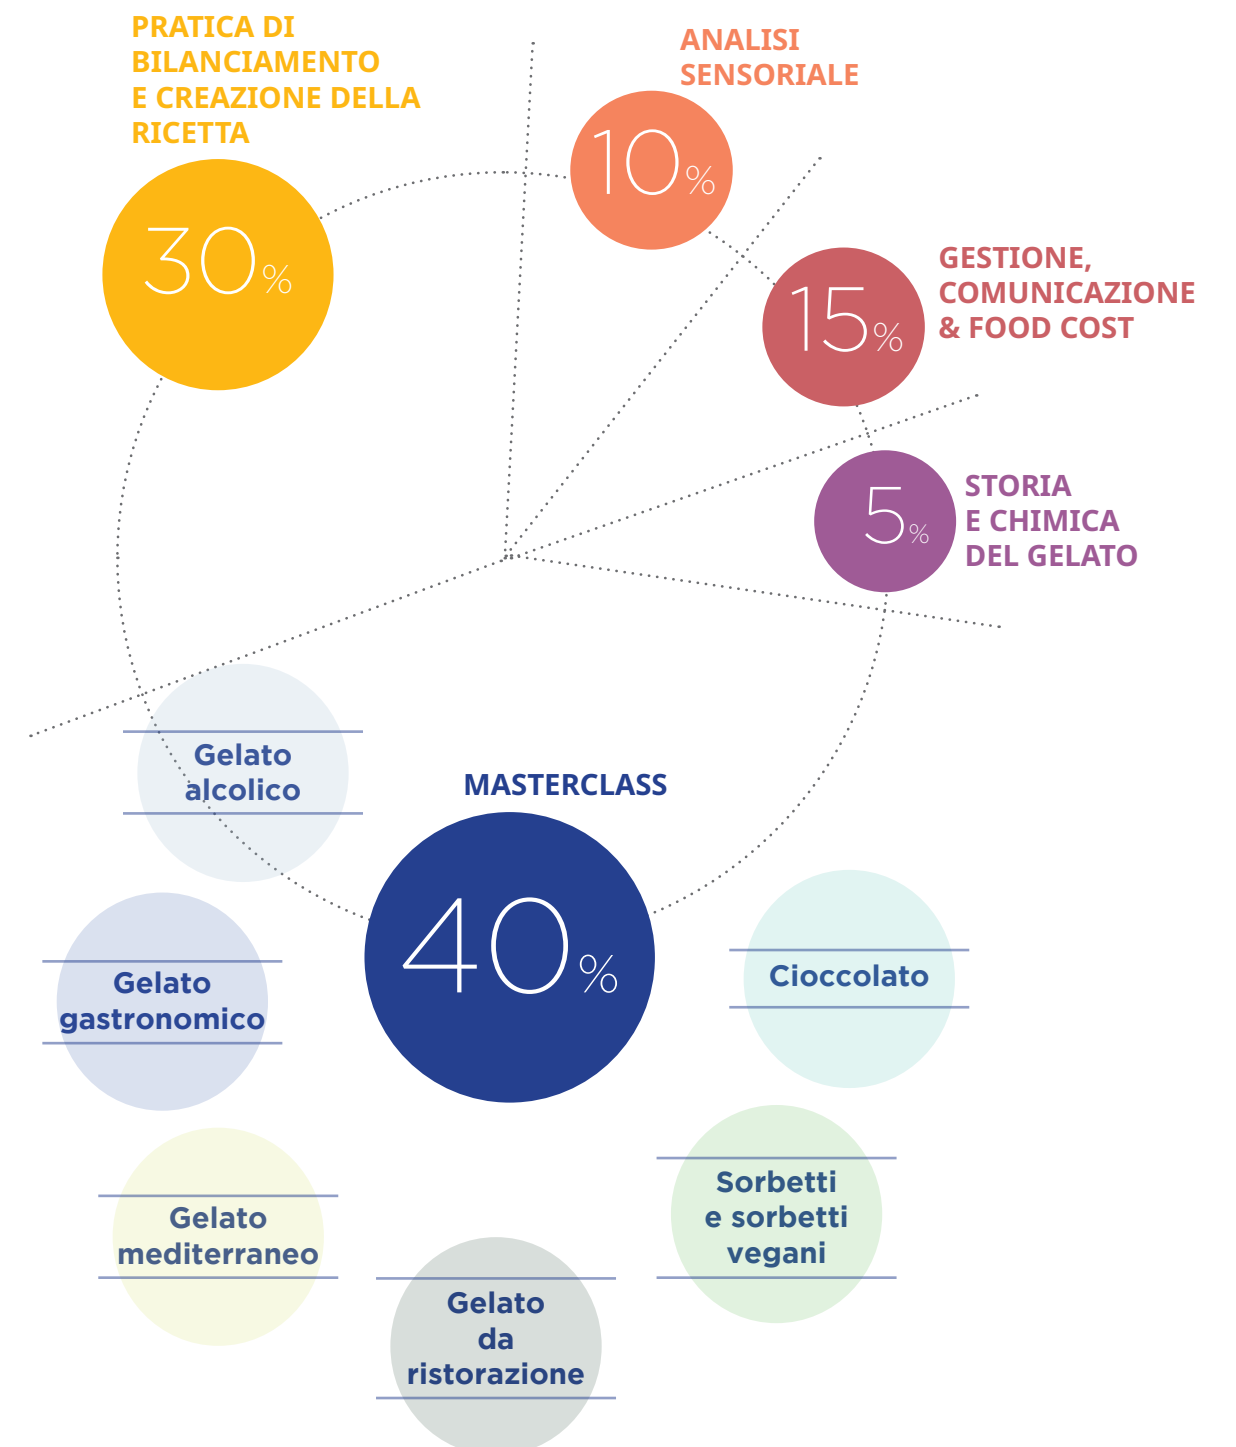 PRATICA DI
BILANCIAMENTO
E CREAZIONE DELLA
RICETTA
30%
ANALISI
SENSORIALE
10%
GESTIONE,
COMUNICAZIONE
& FOOD COST
15%
STORIA
E CHIMICA
DEL GELATO
5%
MASTERCLASS
40%
Gelato
alcolico
Gelato
gastronomico
Gelato
mediterraneo
Gelato
da
ristorazione
Sorbetti
e sorbetti
vegani
Cioccolato